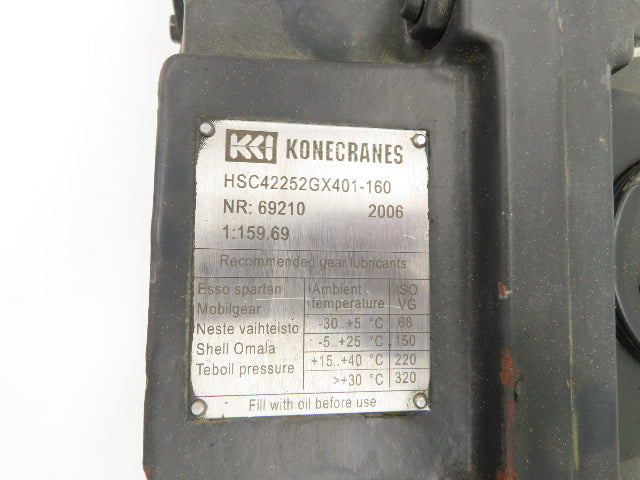 KCI KONECRANES
HSC42252GX401-160
NR: 69210 2006
1:159.69
Recommended gear lubricants
Esso spartan
Mobilgear
Neste vaihteisto
Shell Omala
Teboil pressure
Ambient temperature ISO VG
-30..+5 °C 68
-5..+25 °C 150
+15..+40 °C 220
>+30 °C 320
Fill with oil before use